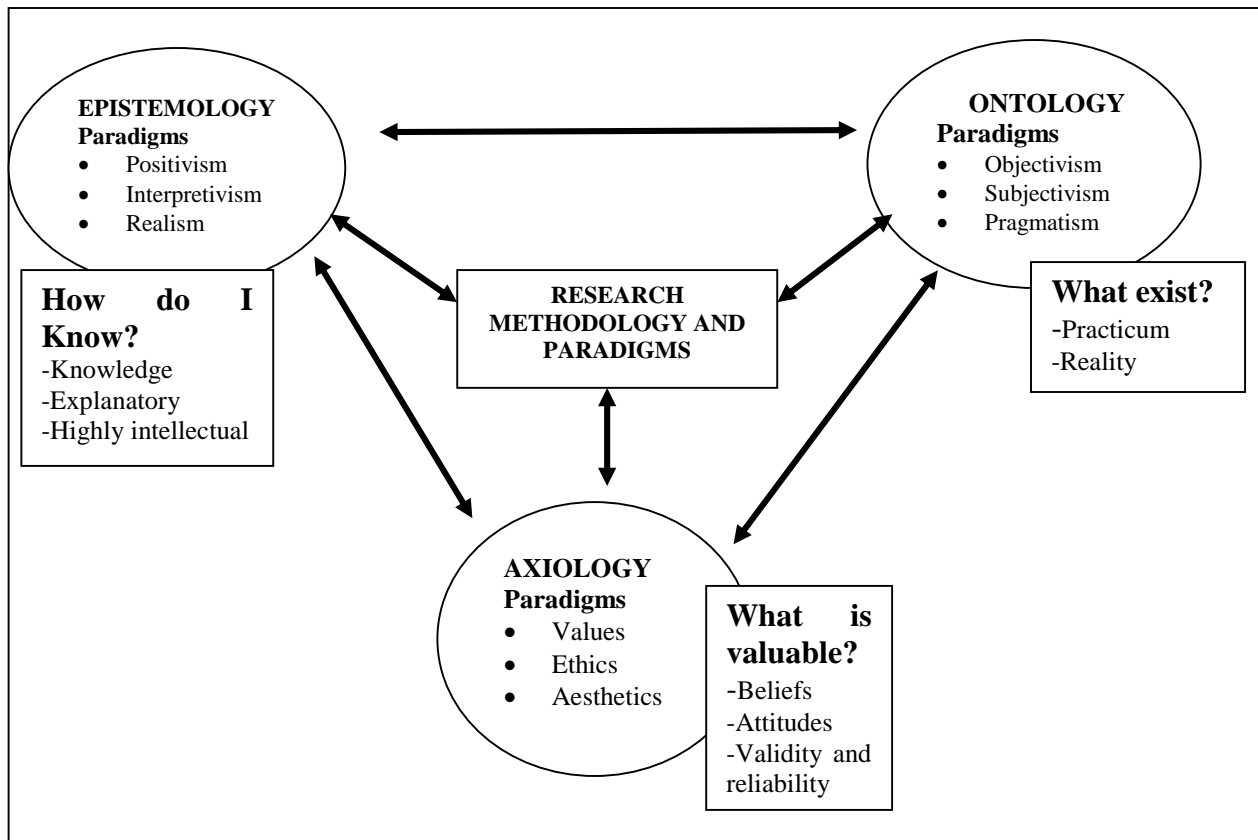 EPISTEMOLOGY
Paradigms
• Positivism
• Interpretivism
• Realism
How do I
Know?
-Knowledge
-Explanatory
-Highly intellectual
ONTOLOGY
Paradigms
• Objectivism
• Subjectivism
• Pragmatism
What exist?
-Practicum
-Reality
RESEARCH
METHODOLOGY AND
PARADIGMS
AXIOLOGY
Paradigms
• Values
• Ethics
• Aesthetics
What is
valuable?
-Beliefs
-Attitudes
-Validity and
reliability